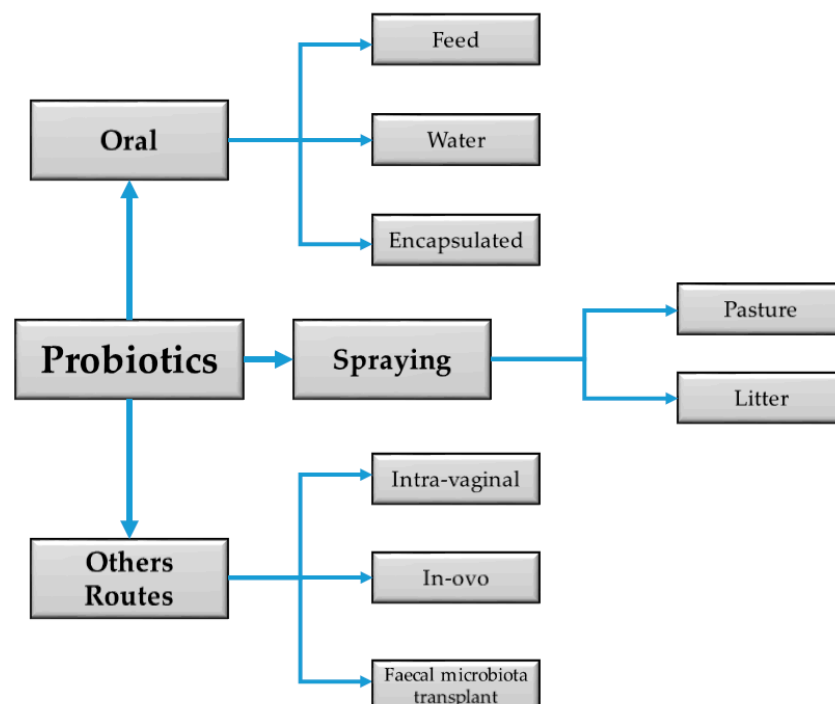 Feed
Oral
Water
Encapsulated
Pasture
Probiotics
Spraying
Litter
Intra-vaginal
Others
Routes
In-ovo
Faecal microbiota
transplant